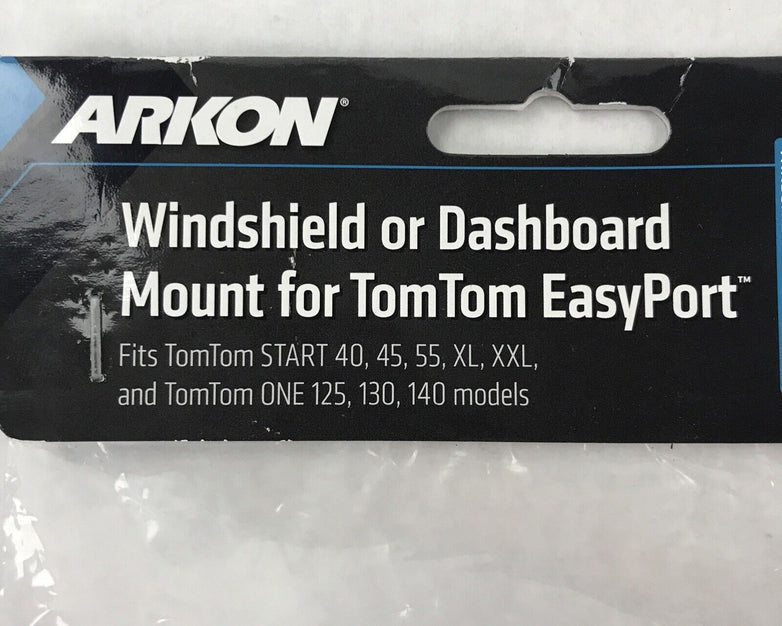 ARKON®
Windshield or Dashboard
Mount for TomTom EasyPort™
Fits TomTom START 40, 45, 55, XL, XXL,
and TomTom ONE 125, 130, 140 models